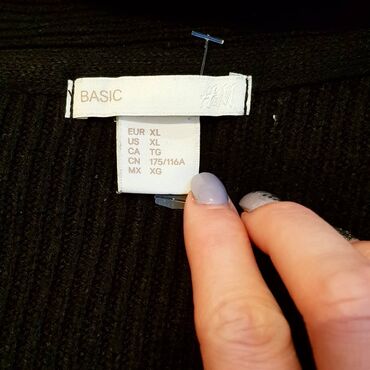 BASIC H&M
EUR XL
US XL
CA TG
CN 175/116A
MX XG